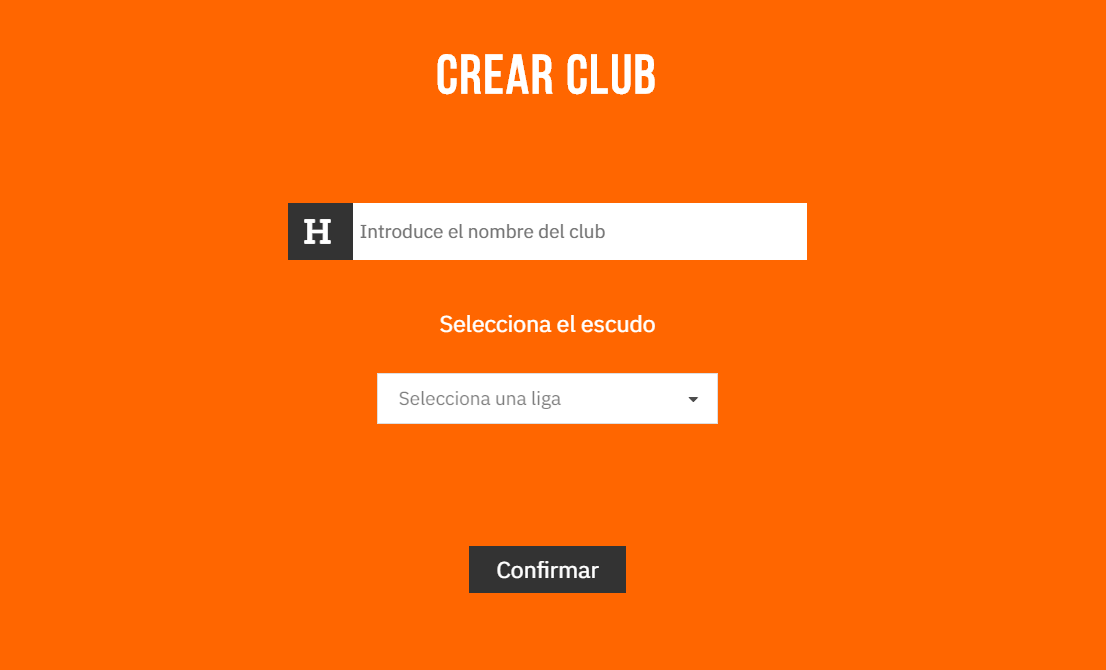 CREAR CLUB
H Introduce el nombre del club
Selecciona el escudo
Selecciona una liga
Confirmar